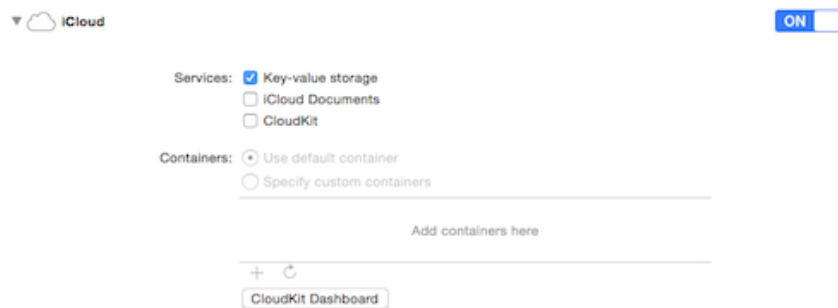 iCloud
ON
Services: Key-value storage
iCloud Documents
CloudKit
Containers: Use default container
Specify custom containers
Add containers here
CloudKit Dashboard